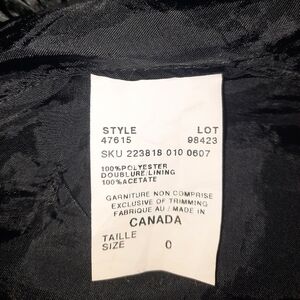 STYLE LOT
47615 98423
SKU 223818 010 0607
100%POLYESTER
DOUBLURE/LINING
100%ACETATE
GARNITURE NON COMPRISE
EXCLUSIVE OF TRIMMING
FABRIQUE AU / MADE IN
CANADA
TAILLE
SIZE 0